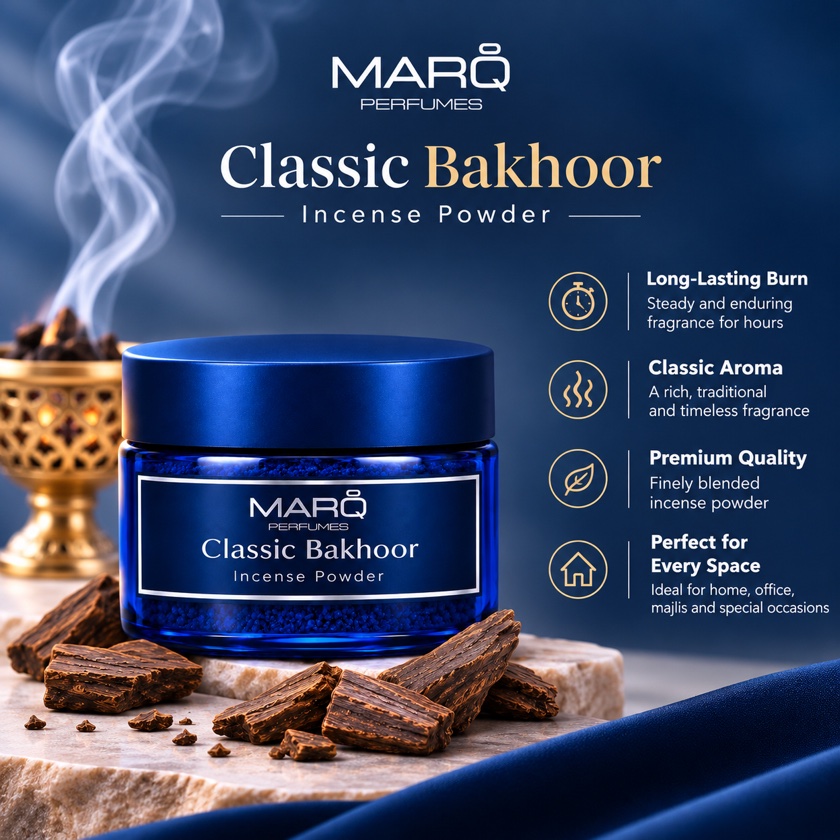 MARQ
PERFUMES
Classic Bakhoor
Incense Powder
Long-Lasting Burn
Steady and enduring
fragrance for hours
Classic Aroma
A rich, traditional
and timeless fragrance
Premium Quality
Finely blended
incense powder
Perfect for
Every Space
Ideal for home, office,
majlis and special occasions
MARQ
PERFUMES
Classic Bakhoor
Incense Powder